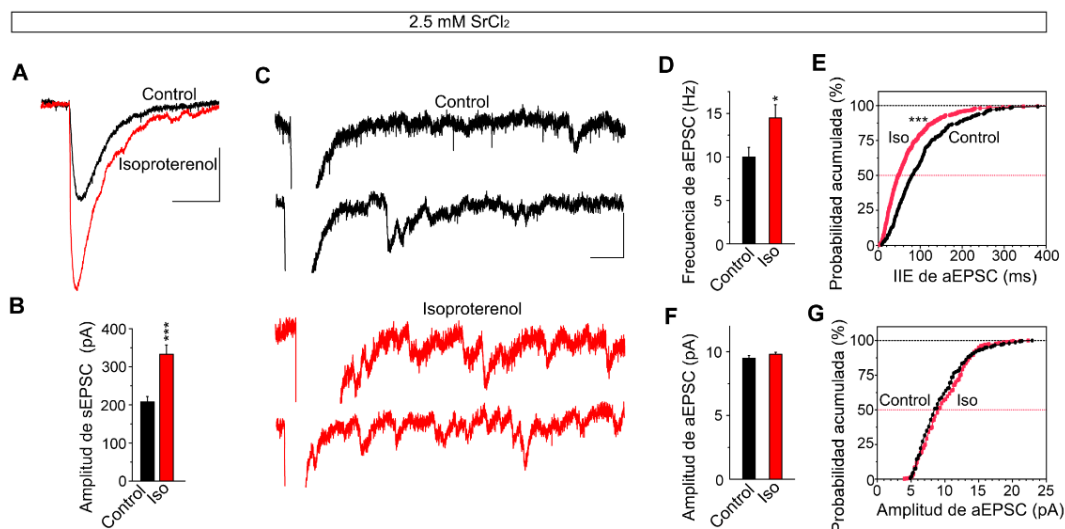 2.5 mM SrCl₂
A
Control
Isoproterenol
B
Amplitud de sEPSC (pA)
400
300
200
100
0
***
Control
Iso
C
Control
Isoproterenol
D
Frecuencia de aEPSC (Hz)
15
10
5
0
*
Control
Iso
E
Probabilidad acumulada (%)
100
75
50
25
0
***
Iso
Control
0 100 200 300 400
IIE de aEPSC (ms)
F
Amplitud de aEPSC (pA)
10
5
0
Control
Iso
G
Probabilidad acumulada (%)
100
75
50
25
0
Control
Iso
0 5 10 15 20 25
Amplitud de aEPSC (pA)